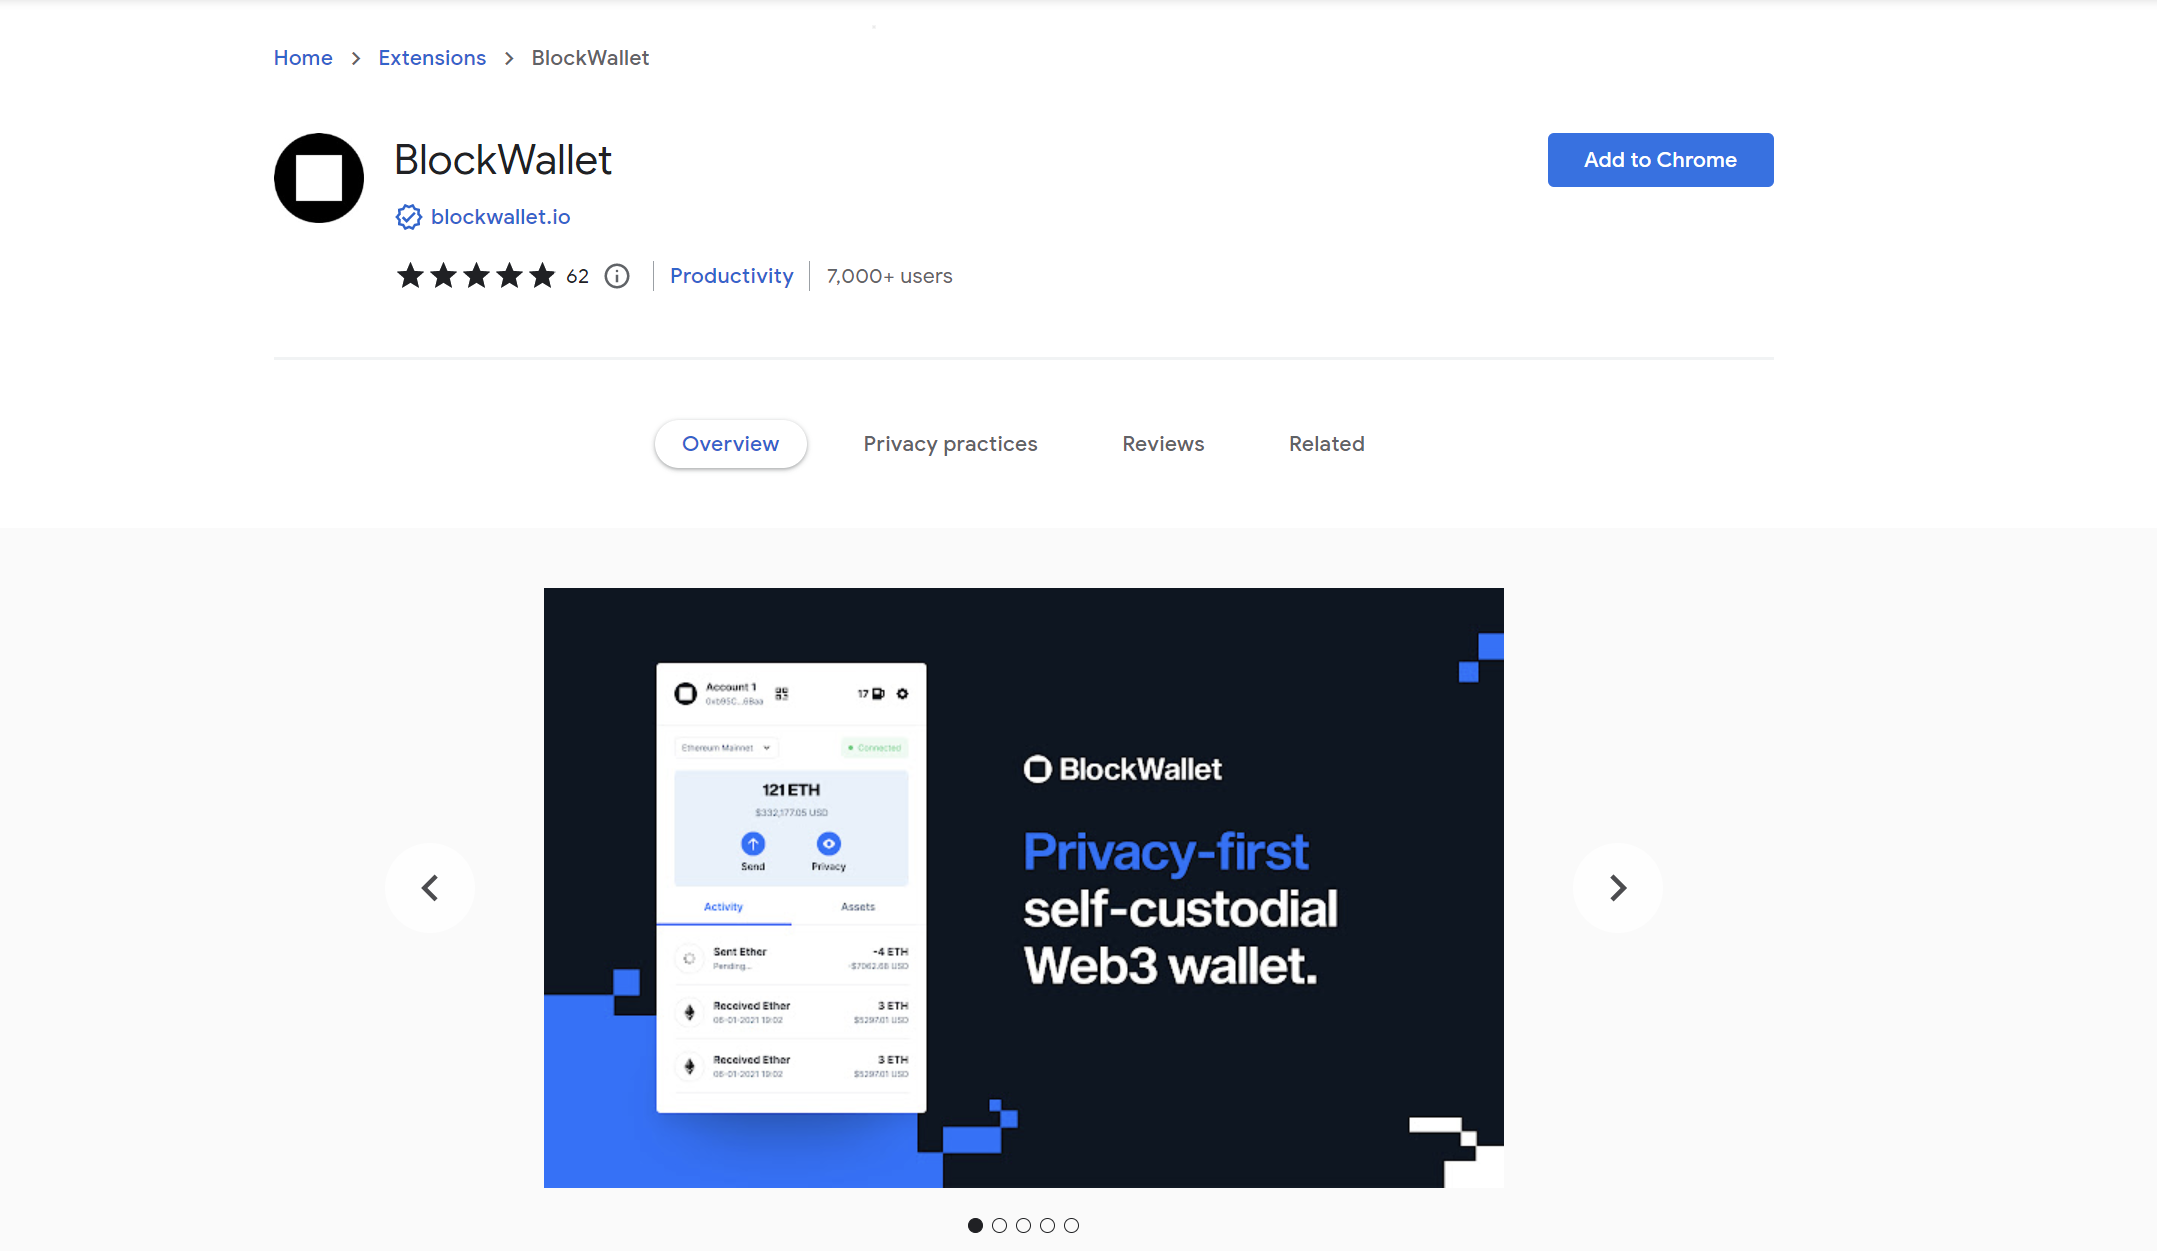 Home > Extensions > BlockWallet
BlockWallet
Add to Chrome
blockwallet.io
62 Productivity 7,000+ users
Overview Privacy practices Reviews Related
Account 1
0xb95C...68aa
17
Ethereum Mainnet
Connected
121 ETH
$332,177.05 USD
Send Privacy
Activity Assets
Sent Ether -4 ETH
Pending... -$7062.68 USD
Received Ether 3 ETH
06-01-2021 19:02 $5297.01 USD
Received Ether 3 ETH
06-01-2021 19:02 $5297.01 USD
BlockWallet
Privacy-first
self-custodial
Web3 wallet.